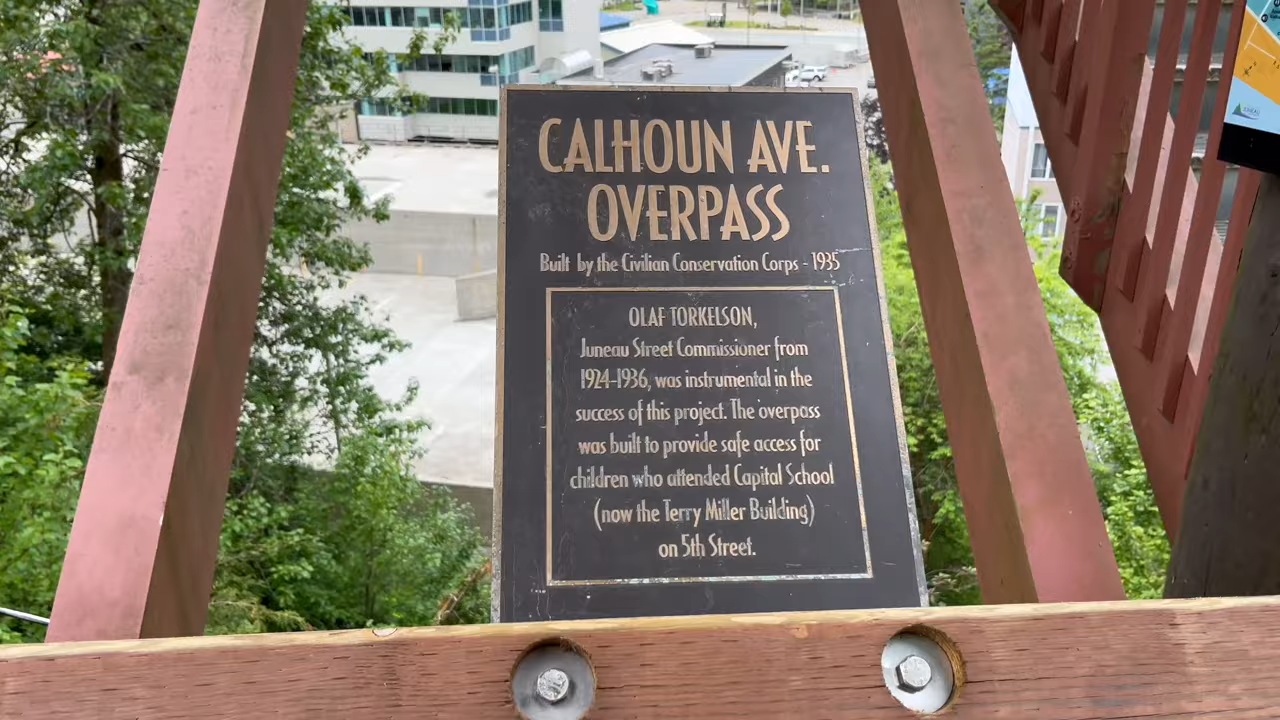 CALHOUN AVE.
OVERPASS
Built by the Civilian Conservation Corps - 1935
OLAF TORKELSON,
Juneau Street Commissioner from
1924-1936, was instrumental in the
success of this project. The overpass
was built to provide safe access for
children who attended Capital School
(now the Terry Miller Building)
on 5th Street.